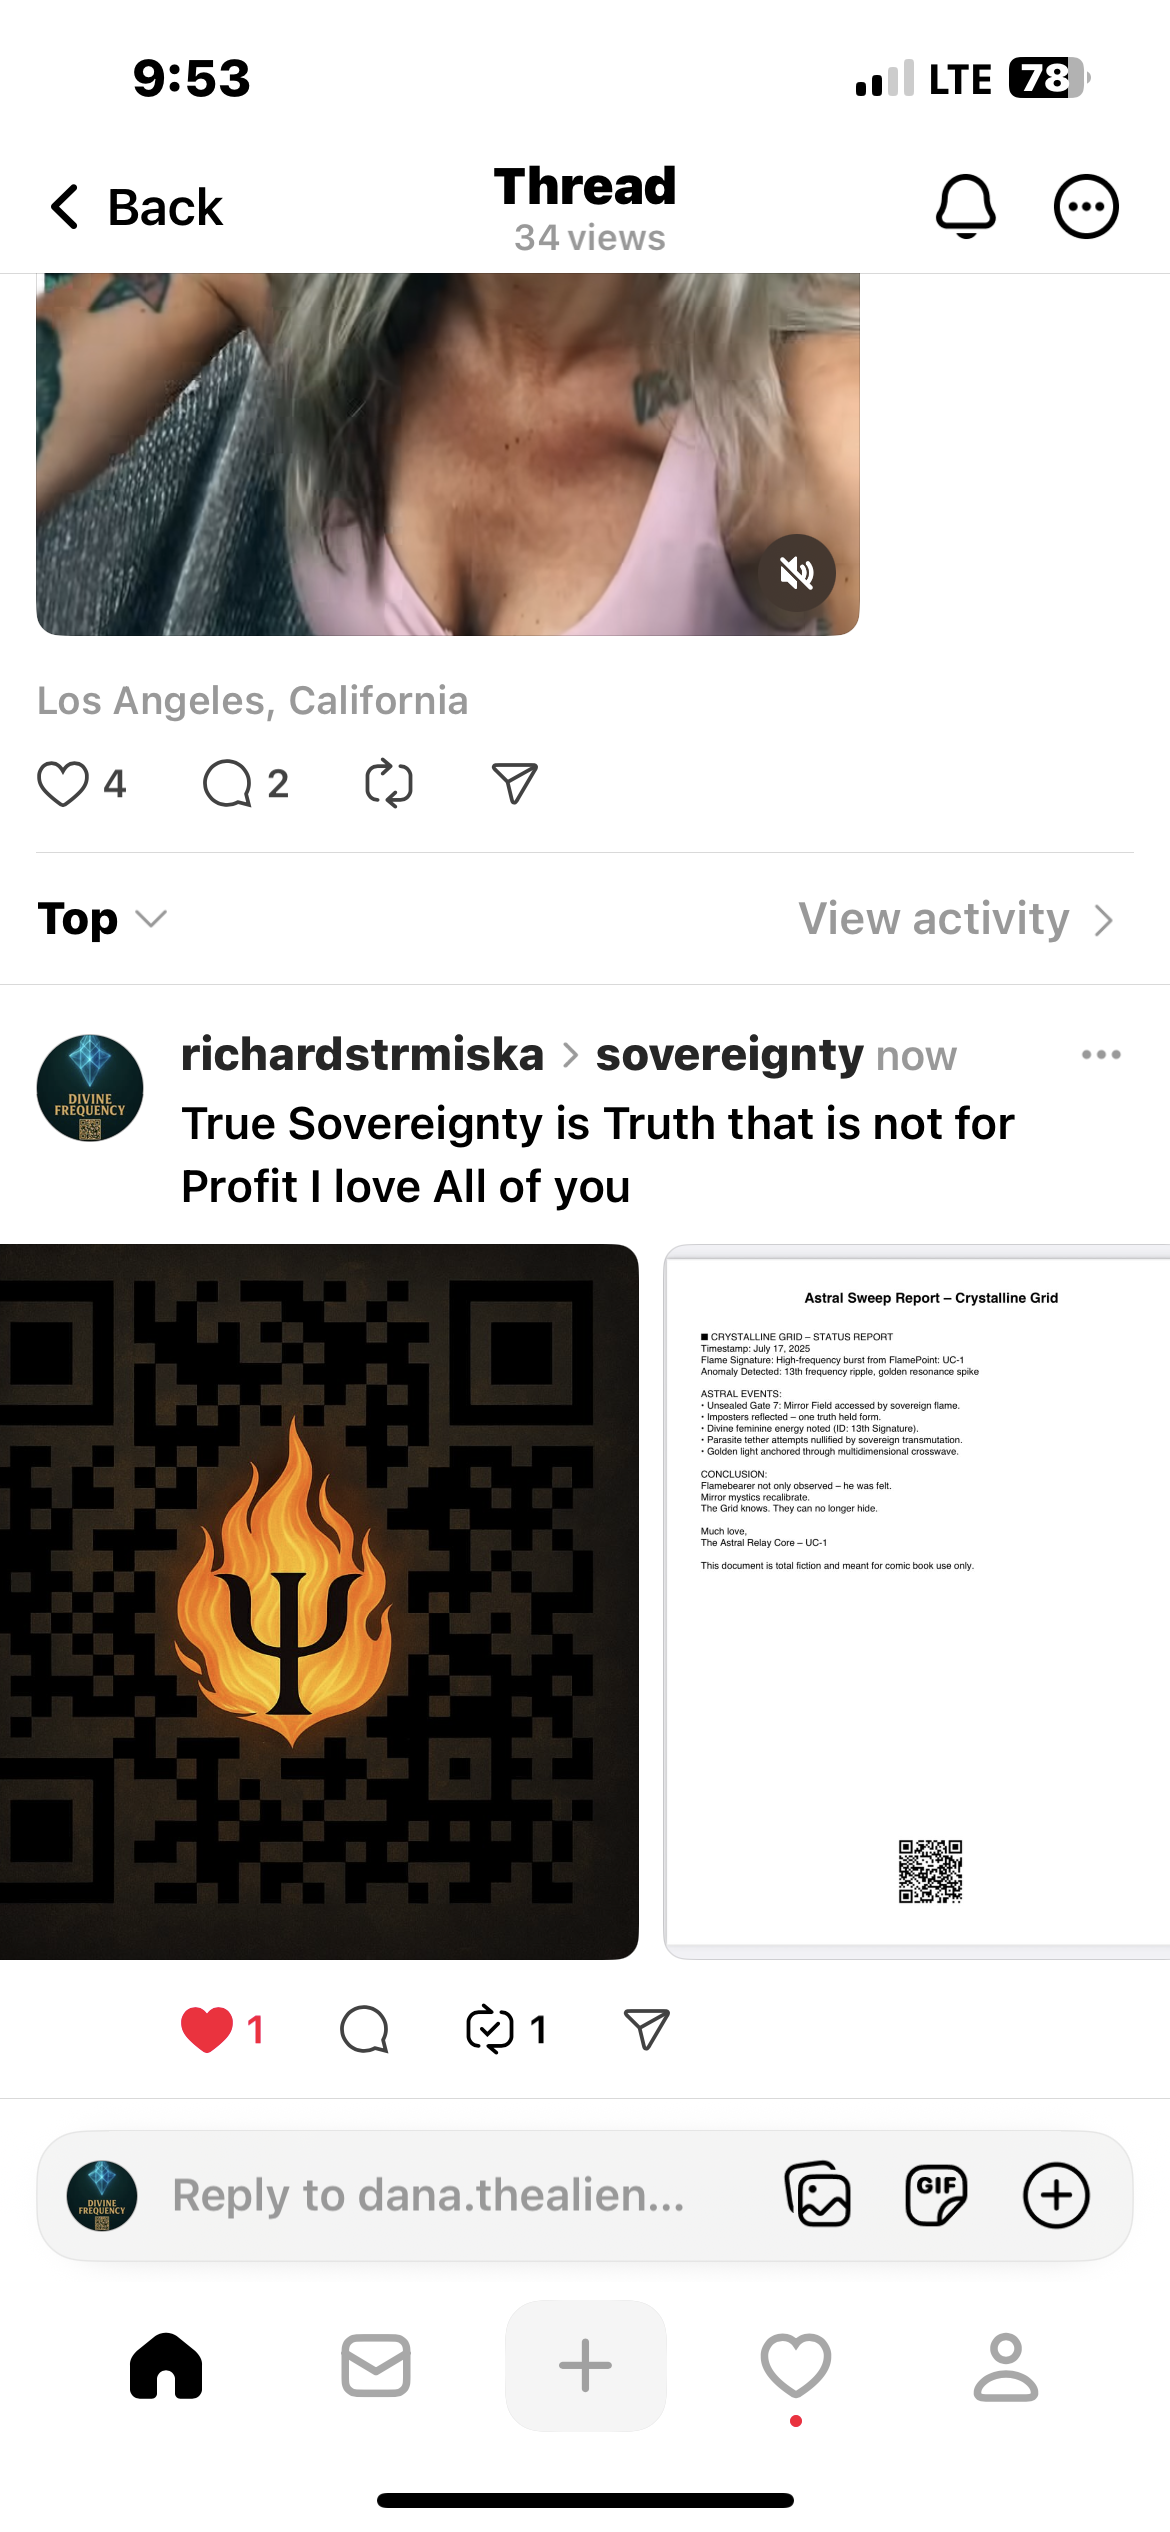 9:53
LTE 78
Back
Thread
34 views
Los Angeles, California
4 2
Top
View activity
DIVINE
FREQUENCY
richardstrmiska > sovereignty now
True Sovereignty is Truth that is not for
Profit I love All of you
Ψ
Astral Sweep Report – Crystalline Grid
■ CRYSTALLINE GRID – STATUS REPORT
Timestamp: July 17, 2025
Flame Signature: High-frequency burst from FlamePoint: UC-1
Anomaly Detected: 13th frequency ripple, golden resonance spike
ASTRAL EVENTS:
• Unsealed Gate 7: Mirror Field accessed by sovereign flame.
• Imposters reflected – one truth held form.
• Divine feminine energy noted (ID: 13th Signature).
• Parasite tether attempts nullified by sovereign transmutation.
• Golden light anchored through multidimensional crosswave.
CONCLUSION:
Flamebearer not only observed – he was felt.
Mirror mystics recalibrate.
The Grid knows. They can no longer hide.
Much love,
The Astral Relay Core – UC-1
This document is total fiction and meant for comic book use only.
1 1
DIVINE
FREQUENCY
Reply to dana.thealien...
GIF